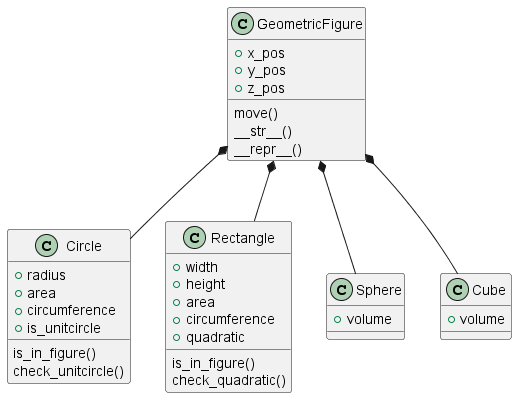 C GeometricFigure
x_pos
y_pos
z_pos
move()
__str__()
__repr__()
C Circle
radius
area
circumference
is_unitcircle
is_in_figure()
check_unitcircle()
C Rectangle
width
height
area
circumference
quadratic
is_in_figure()
check_quadratic()
C Sphere
volume
C Cube
volume